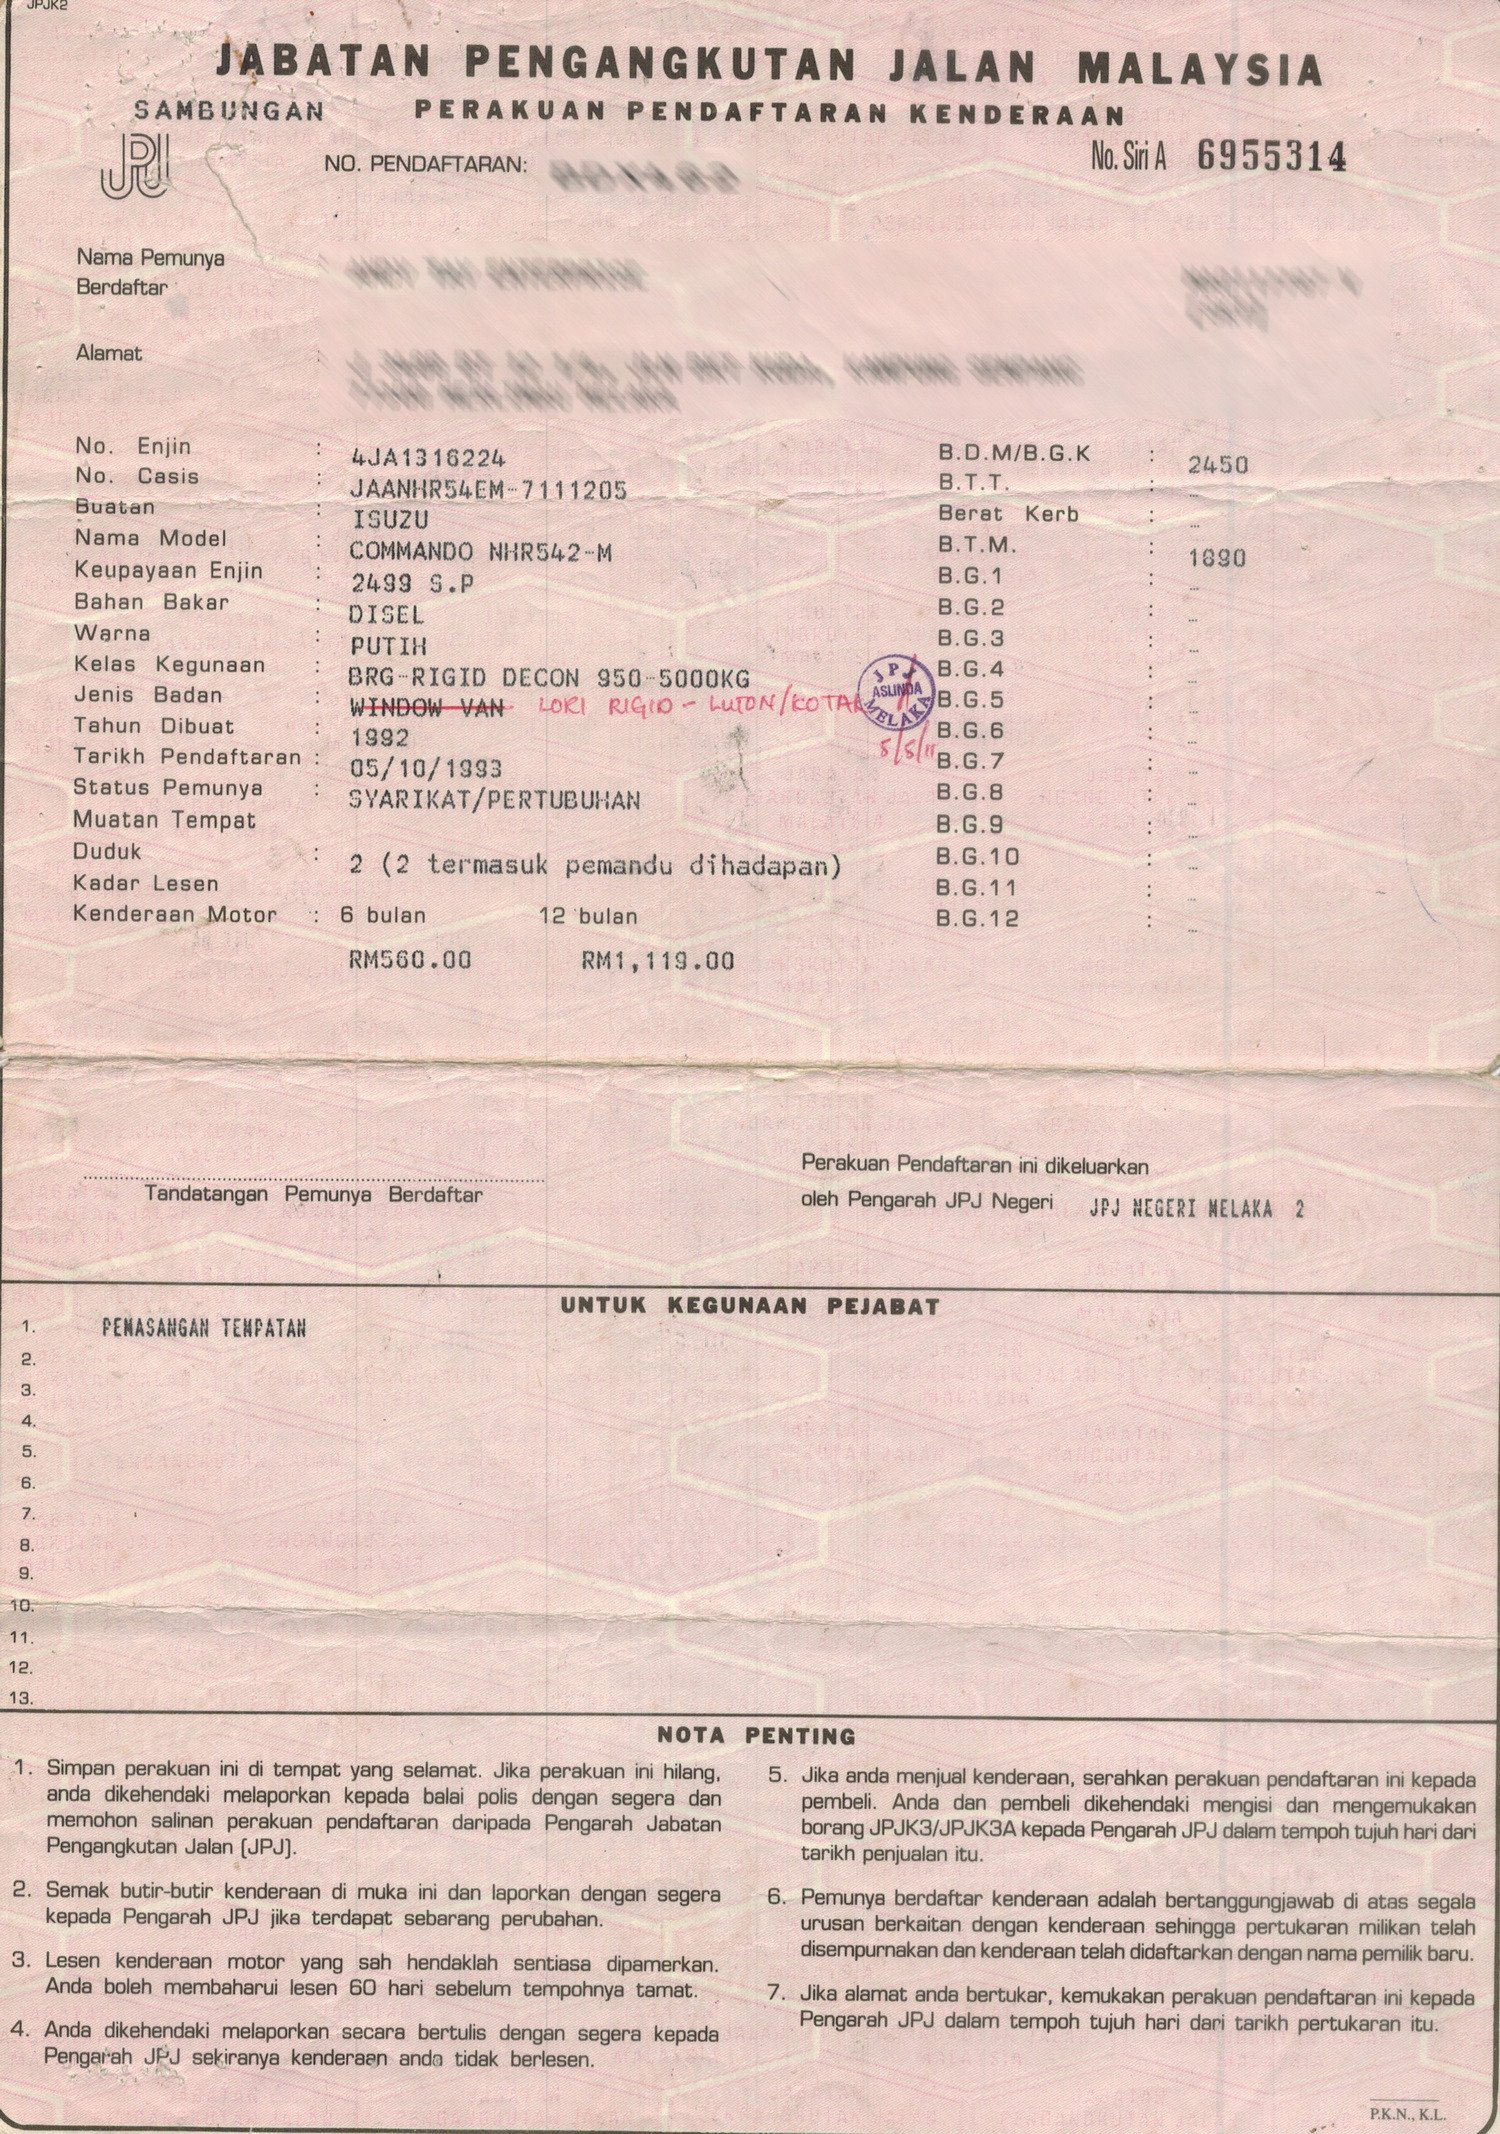 JPJK2
JABATAN PENGANGKUTAN JALAN MALAYSIA
SAMBUNGAN PERAKUAN PENDAFTARAN KENDERAAN
JPJ
NO. PENDAFTARAN:
No. Siri A 6955314
Nama Pemunya
Berdaftar
Alamat :
No. Enjin : 4JA1316224
No. Casis : JAANHR54EM-7111205
Buatan : ISUZU
Nama Model : COMMANDO NHR542-M
Keupayaan Enjin : 2499 S.P
Bahan Bakar : DISEL
Warna : PUTIH
Kelas Kegunaan : BRG-RIGID DECON 950-5000KG
Jenis Badan : WINDOW VAN LORI RIGID - LUTON/KOTAK
Tahun Dibuat : 1992
Tarikh Pendaftaran : 05/10/1993
Status Pemunya : SYARIKAT/PERTUBUHAN
Muatan Tempat
Duduk : 2 (2 termasuk pemandu dihadapan)
Kadar Lesen
Kenderaan Motor : 6 bulan 12 bulan
RM560.00 RM1,119.00
B.D.M/B.G.K : 2450
B.T.T. : -
Berat Kerb : -
B.T.M. : 1890
B.G.1 : -
B.G.2 : -
B.G.3 : -
B.G.4 : -
B.G.5 : -
B.G.6 : -
B.G.7 : -
B.G.8 : -
B.G.9 : -
B.G.10 : -
B.G.11 : -
B.G.12 : -
JPJ
ASLINDA
MELAKA
8/8/11
Tandatangan Pemunya Berdaftar
Perakuan Pendaftaran ini dikeluarkan
oleh Pengarah JPJ Negeri JPJ NEGERI MELAKA 2
UNTUK KEGUNAAN PEJABAT
1. PEMASANGAN TEMPATAN
2.
3.
4.
5.
6.
7.
8.
9.
10.
11.
12.
13.
NOTA PENTING
1. Simpan perakuan ini di tempat yang selamat. Jika perakuan ini hilang,
anda dikehendaki melaporkan kepada balai polis dengan segera dan
memohon salinan perakuan pendaftaran daripada Pengarah Jabatan
Pengangkutan Jalan (JPJ).
2. Semak butir-butir kenderaan di muka ini dan laporkan dengan segera
kepada Pengarah JPJ jika terdapat sebarang perubahan.
3. Lesen kenderaan motor yang sah hendaklah sentiasa dipamerkan.
Anda boleh membaharui lesen 60 hari sebelum tempohnya tamat.
4. Anda dikehendaki melaporkan secara bertulis dengan segera kepada
Pengarah JPJ sekiranya kenderaan anda tidak berlesen.
5. Jika anda menjual kenderaan, serahkan perakuan pendaftaran ini kepada
pembeli. Anda dan pembeli dikehendaki mengisi dan mengemukakan
borang JPJK3/JPJK3A kepada Pengarah JPJ dalam tempoh tujuh hari dari
tarikh penjualan itu.
6. Pemunya berdaftar kenderaan adalah bertanggungjawab di atas segala
urusan berkaitan dengan kenderaan sehingga pertukaran milikan telah
disempurnakan dan kenderaan telah didaftarkan dengan nama pemilik baru.
7. Jika alamat anda bertukar, kemukakan perakuan pendaftaran ini kepada
Pengarah JPJ dalam tempoh tujuh hari dari tarikh pertukaran itu.
P.K.N., K.L.